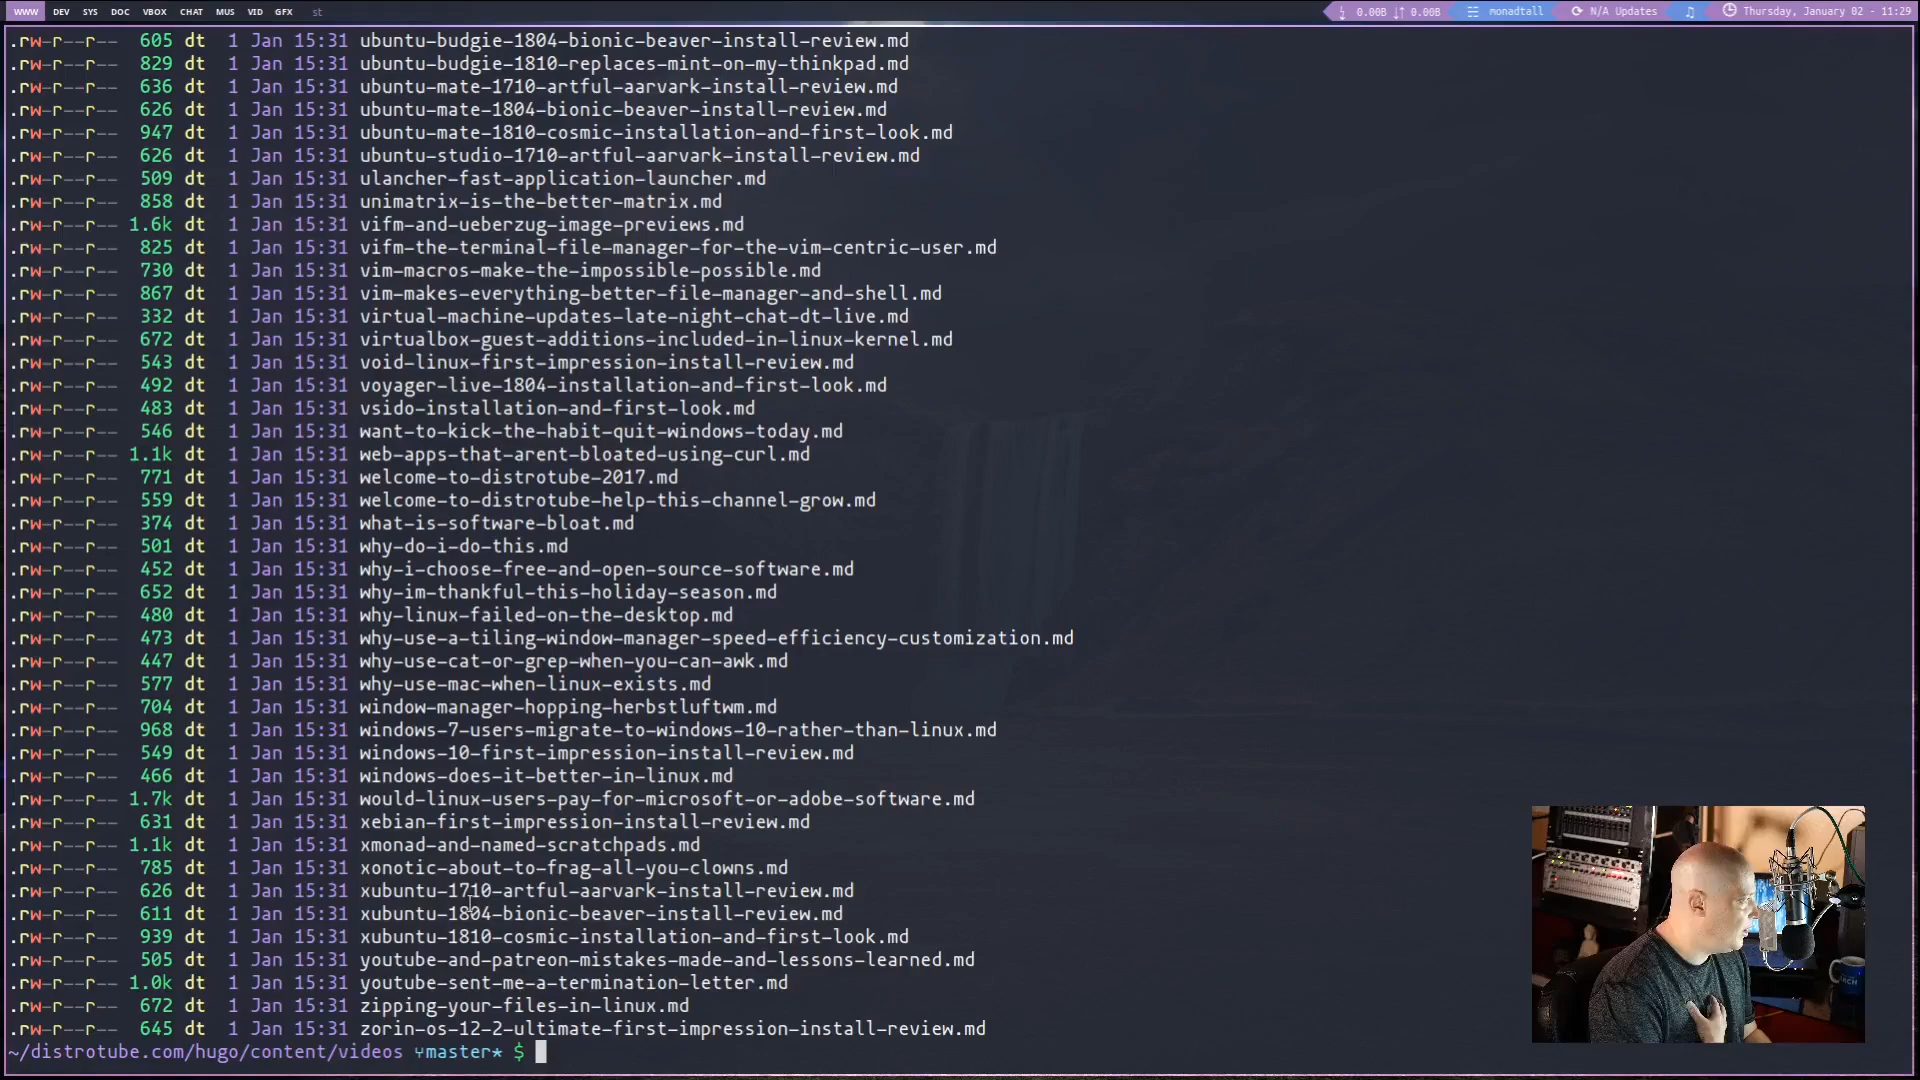 WWW DEV SYS DOC VBOX CHAT MUS VID GFX st 0.00B ↓↑ 0.00B monadtall N/A Updates Thursday, January 02 - 11:29
.rw-r--r-- 605 dt 1 Jan 15:31 ubuntu-budgie-1804-bionic-beaver-install-review.md
.rw-r--r-- 829 dt 1 Jan 15:31 ubuntu-budgie-1810-replaces-mint-on-my-thinkpad.md
.rw-r--r-- 636 dt 1 Jan 15:31 ubuntu-mate-1710-artful-aarvark-install-review.md
.rw-r--r-- 626 dt 1 Jan 15:31 ubuntu-mate-1804-bionic-beaver-install-review.md
.rw-r--r-- 947 dt 1 Jan 15:31 ubuntu-mate-1810-cosmic-installation-and-first-look.md
.rw-r--r-- 626 dt 1 Jan 15:31 ubuntu-studio-1710-artful-aarvark-install-review.md
.rw-r--r-- 509 dt 1 Jan 15:31 ulancher-fast-application-launcher.md
.rw-r--r-- 858 dt 1 Jan 15:31 unimatrix-is-the-better-matrix.md
.rw-r--r-- 1.6k dt 1 Jan 15:31 vifm-and-ueberzug-image-previews.md
.rw-r--r-- 825 dt 1 Jan 15:31 vifm-the-terminal-file-manager-for-the-vim-centric-user.md
.rw-r--r-- 730 dt 1 Jan 15:31 vim-macros-make-the-impossible-possible.md
.rw-r--r-- 867 dt 1 Jan 15:31 vim-makes-everything-better-file-manager-and-shell.md
.rw-r--r-- 332 dt 1 Jan 15:31 virtual-machine-updates-late-night-chat-dt-live.md
.rw-r--r-- 672 dt 1 Jan 15:31 virtualbox-guest-additions-included-in-linux-kernel.md
.rw-r--r-- 543 dt 1 Jan 15:31 void-linux-first-impression-install-review.md
.rw-r--r-- 492 dt 1 Jan 15:31 voyager-live-1804-installation-and-first-look.md
.rw-r--r-- 483 dt 1 Jan 15:31 vsido-installation-and-first-look.md
.rw-r--r-- 546 dt 1 Jan 15:31 want-to-kick-the-habit-quit-windows-today.md
.rw-r--r-- 1.1k dt 1 Jan 15:31 web-apps-that-arent-bloated-using-curl.md
.rw-r--r-- 771 dt 1 Jan 15:31 welcome-to-distrotube-2017.md
.rw-r--r-- 559 dt 1 Jan 15:31 welcome-to-distrotube-help-this-channel-grow.md
.rw-r--r-- 374 dt 1 Jan 15:31 what-is-software-bloat.md
.rw-r--r-- 501 dt 1 Jan 15:31 why-do-i-do-this.md
.rw-r--r-- 452 dt 1 Jan 15:31 why-i-choose-free-and-open-source-software.md
.rw-r--r-- 652 dt 1 Jan 15:31 why-im-thankful-this-holiday-season.md
.rw-r--r-- 480 dt 1 Jan 15:31 why-linux-failed-on-the-desktop.md
.rw-r--r-- 473 dt 1 Jan 15:31 why-use-a-tiling-window-manager-speed-efficiency-customization.md
.rw-r--r-- 447 dt 1 Jan 15:31 why-use-cat-or-grep-when-you-can-awk.md
.rw-r--r-- 577 dt 1 Jan 15:31 why-use-mac-when-linux-exists.md
.rw-r--r-- 704 dt 1 Jan 15:31 window-manager-hopping-herbstluftwm.md
.rw-r--r-- 968 dt 1 Jan 15:31 windows-7-users-migrate-to-windows-10-rather-than-linux.md
.rw-r--r-- 549 dt 1 Jan 15:31 windows-10-first-impression-install-review.md
.rw-r--r-- 466 dt 1 Jan 15:31 windows-does-it-better-in-linux.md
.rw-r--r-- 1.7k dt 1 Jan 15:31 would-linux-users-pay-for-microsoft-or-adobe-software.md
.rw-r--r-- 631 dt 1 Jan 15:31 xebian-first-impression-install-review.md
.rw-r--r-- 1.1k dt 1 Jan 15:31 xmonad-and-named-scratchpads.md
.rw-r--r-- 785 dt 1 Jan 15:31 xonotic-about-to-frag-all-you-clowns.md
.rw-r--r-- 626 dt 1 Jan 15:31 xubuntu-1710-artful-aarvark-install-review.md
.rw-r--r-- 611 dt 1 Jan 15:31 xubuntu-1804-bionic-beaver-install-review.md
.rw-r--r-- 939 dt 1 Jan 15:31 xubuntu-1810-cosmic-installation-and-first-look.md
.rw-r--r-- 505 dt 1 Jan 15:31 youtube-and-patreon-mistakes-made-and-lessons-learned.md
.rw-r--r-- 1.0k dt 1 Jan 15:31 youtube-sent-me-a-termination-letter.md
.rw-r--r-- 672 dt 1 Jan 15:31 zipping-your-files-in-linux.md
.rw-r--r-- 645 dt 1 Jan 15:31 zorin-os-12-2-ultimate-first-impression-install-review.md
~/distrotube.com/hugo/content/videos master* $